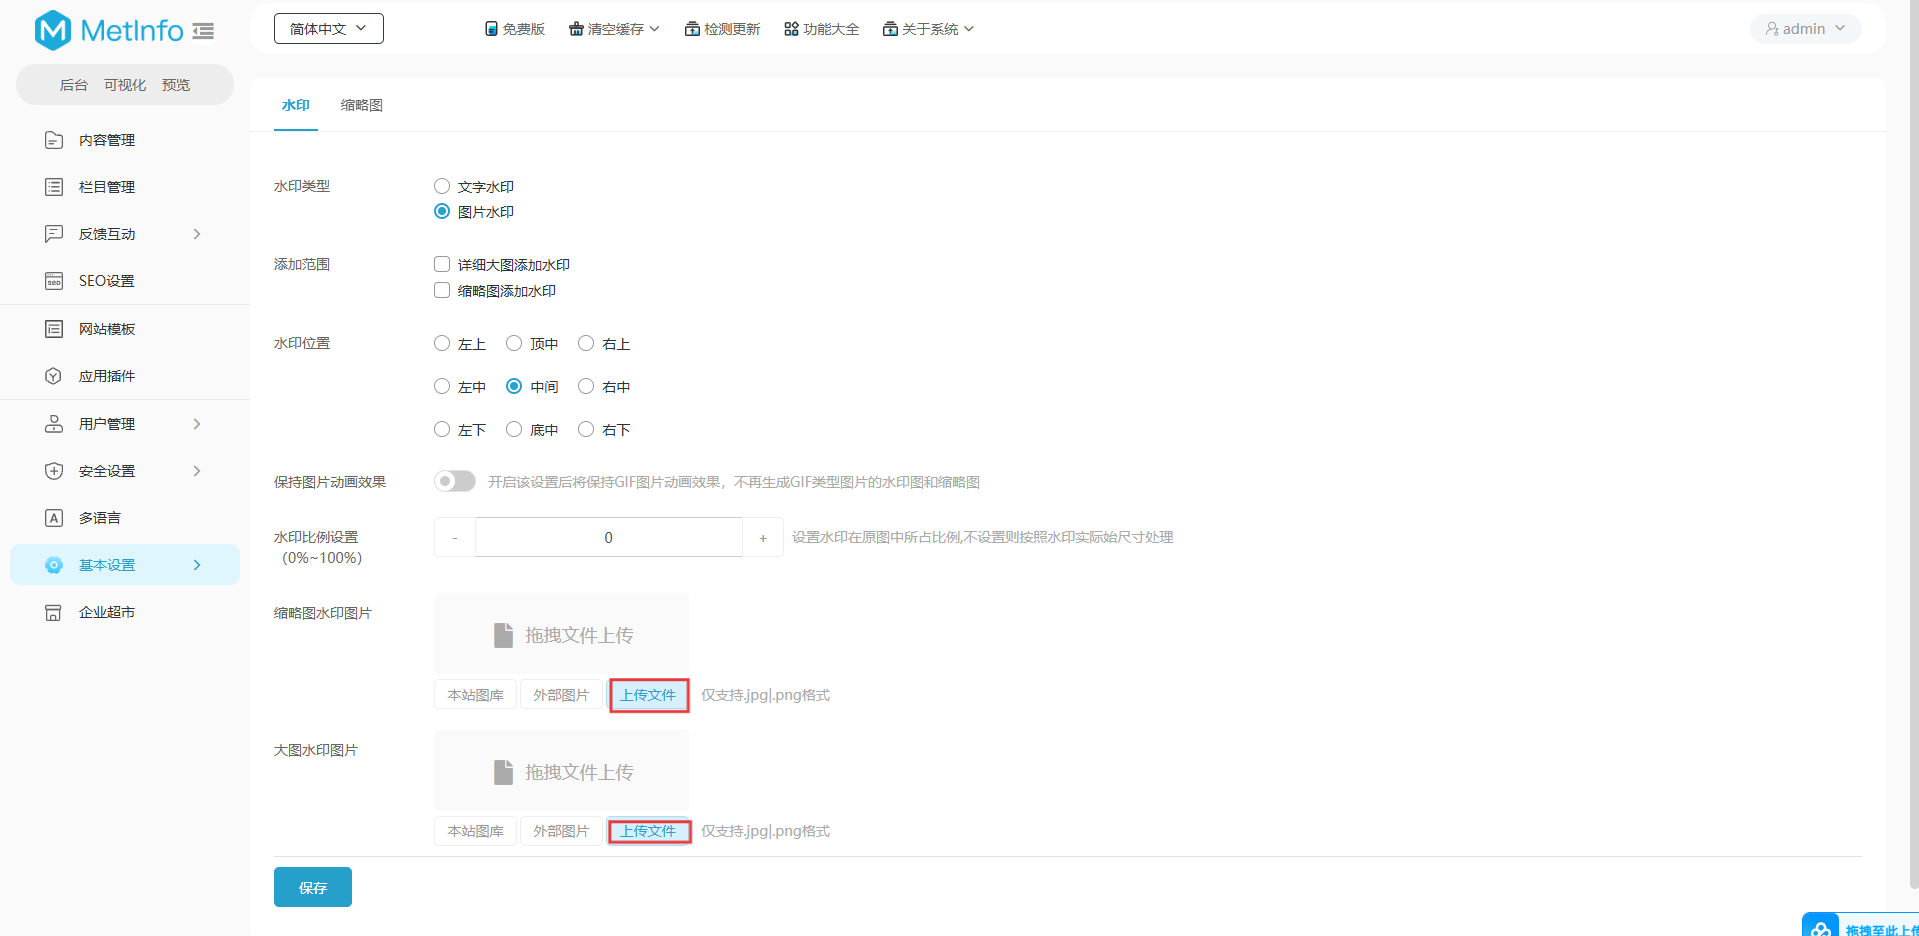 MetInfo
简体中文
免费版
清空缓存
检测更新
功能大全
关于系统
admin
后台 可视化 预览
内容管理
栏目管理
反馈互动
SEO设置
网站模板
应用插件
用户管理
安全设置
多语言
基本设置
企业超市
水印 缩略图
水印类型
文字水印
图片水印
添加范围
详细大图添加水印
缩略图添加水印
水印位置
左上 顶中 右上
左中 中间 右中
左下 底中 右下
保持图片动画效果
开启该设置后将保持GIF图片动画效果，不再生成GIF类型图片的水印图和缩略图
水印比例设置
（0%~100%）
- 0 +
设置水印在原图中所占比例,不设置则按照水印实际始尺寸处理
缩略图水印图片
拖拽文件上传
本站图库 外部图片 上传文件 仅支持.jpg|.png格式
大图水印图片
拖拽文件上传
本站图库 外部图片 上传文件 仅支持.jpg|.png格式
保存
拖拽至此上传